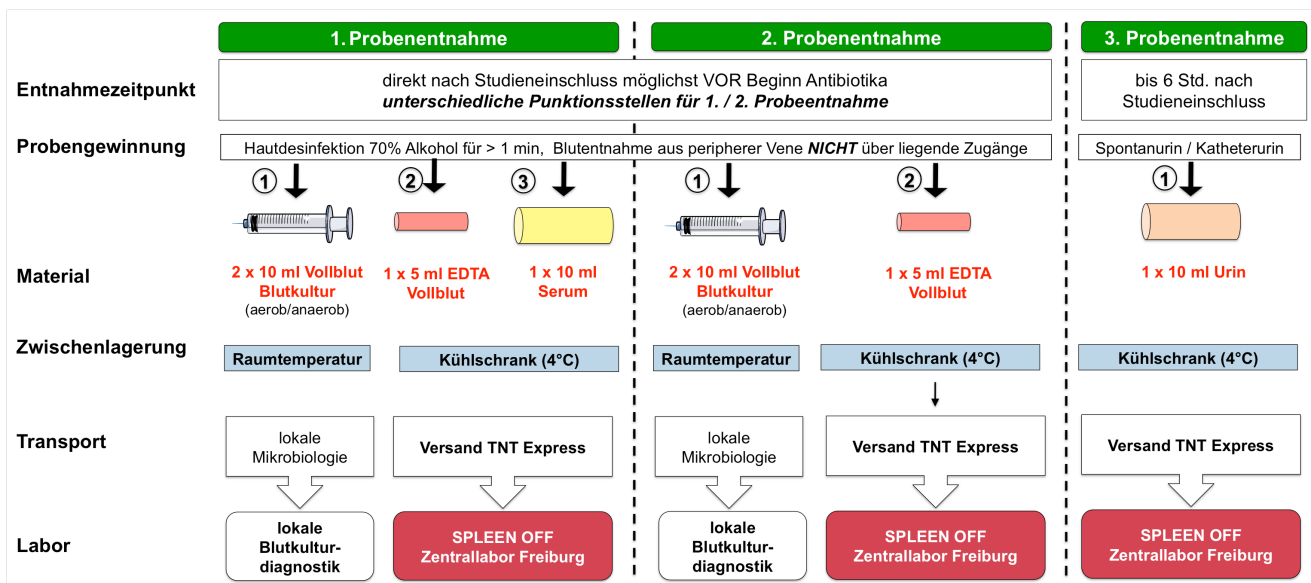 1. Probenentnahme
2. Probenentnahme
3. Probenentnahme
Entnahmezeitpunkt
direkt nach Studieneinschluss möglichst VOR Beginn Antibiotika
unterschiedliche Punktionsstellen für 1. / 2. Probeentnahme
bis 6 Std. nach
Studieneinschluss
Probengewinnung
Hautdesinfektion 70% Alkohol für > 1 min, Blutentnahme aus peripherer Vene NICHT über liegende Zugänge
Spontanurin / Katheterurin
1
2
3
1
2
1
Material
2 x 10 ml Vollblut
Blutkultur
(aerob/anaerob)
1 x 5 ml EDTA
Vollblut
1 x 10 ml
Serum
2 x 10 ml Vollblut
Blutkultur
(aerob/anaerob)
1 x 5 ml EDTA
Vollblut
1 x 10 ml Urin
Zwischenlagerung
Raumtemperatur
Kühlschrank (4°C)
Raumtemperatur
Kühlschrank (4°C)
Kühlschrank (4°C)
Transport
lokale
Mikrobiologie
Versand TNT Express
lokale
Mikrobiologie
Versand TNT Express
Versand TNT Express
Labor
lokale
Blutkultur-
diagnostik
SPLEEN OFF
Zentrallabor Freiburg
lokale
Blutkultur-
diagnostik
SPLEEN OFF
Zentrallabor Freiburg
SPLEEN OFF
Zentrallabor Freiburg